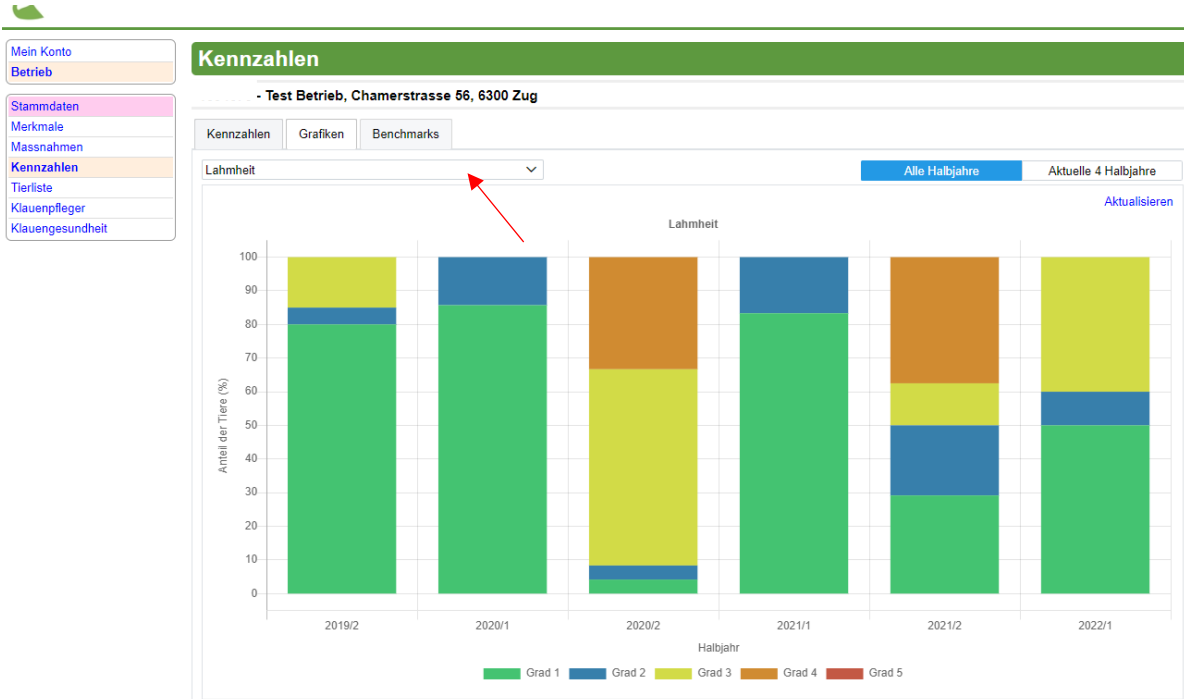 Mein Konto
Betrieb
Stammdaten
Merkmale
Massnahmen
Kennzahlen
Tierliste
Klauenpfleger
Klauengesundheit
Kennzahlen
- Test Betrieb, Chamerstrasse 56, 6300 Zug
Kennzahlen Grafiken Benchmarks
Lahmheit Alle Halbjahre Aktuelle 4 Halbjahre
Aktualisieren
Lahmheit
100
90
80
70
60
50
40
30
20
10
0
Anteil der Tiere (%)
2019/2 2020/1 2020/2 2021/1 2021/2 2022/1
Halbjahr
Grad 1 Grad 2 Grad 3 Grad 4 Grad 5